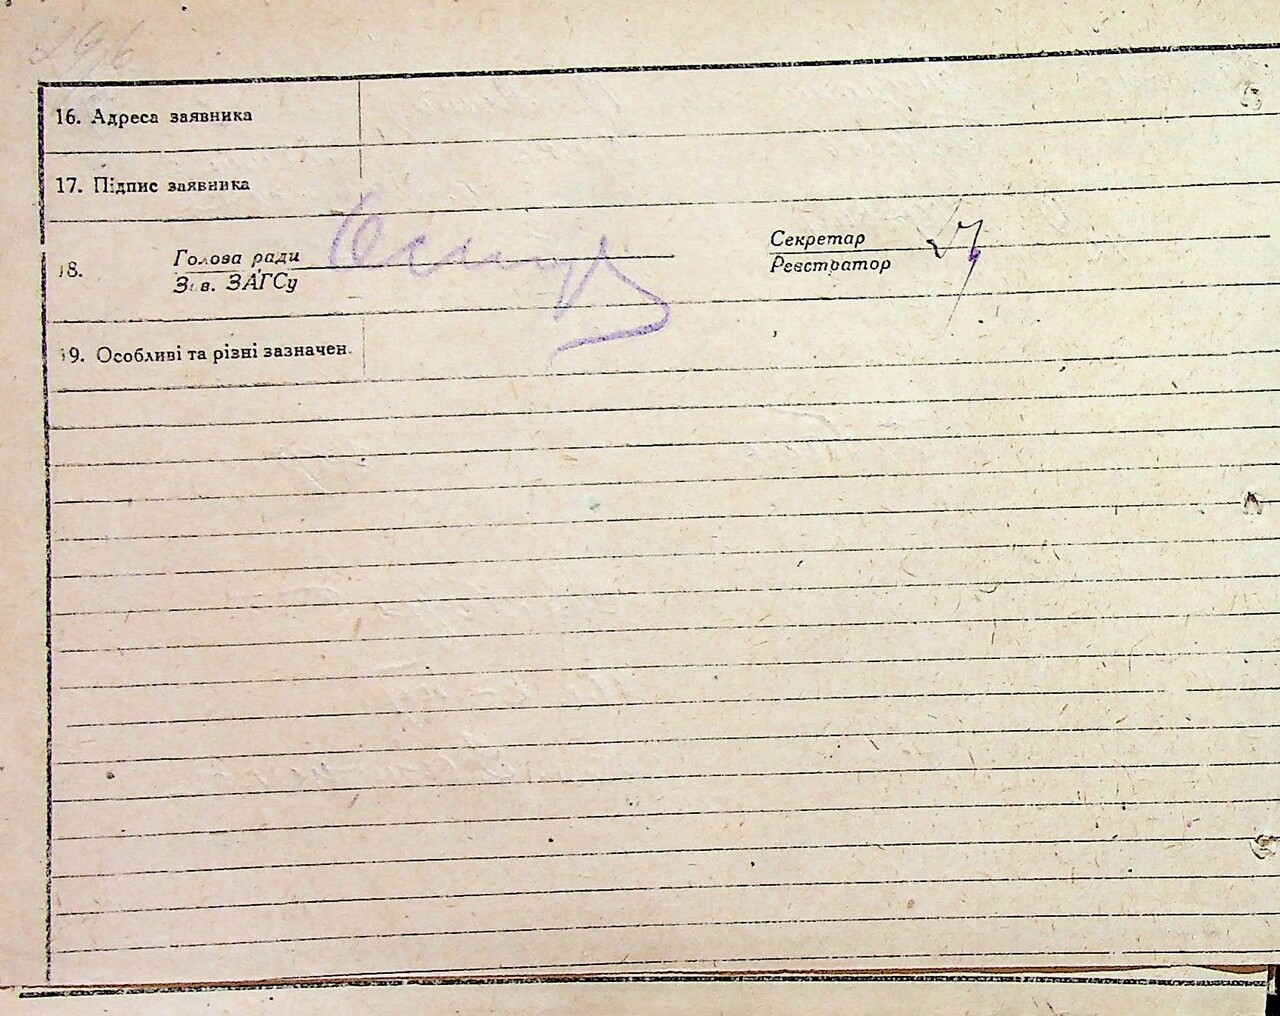 16. Адреса заявника
17. Підпис заявника
18. Голова ради Секретар
Зав. ЗАГСу Реєстратор
19. Особливі та різні зазначен.